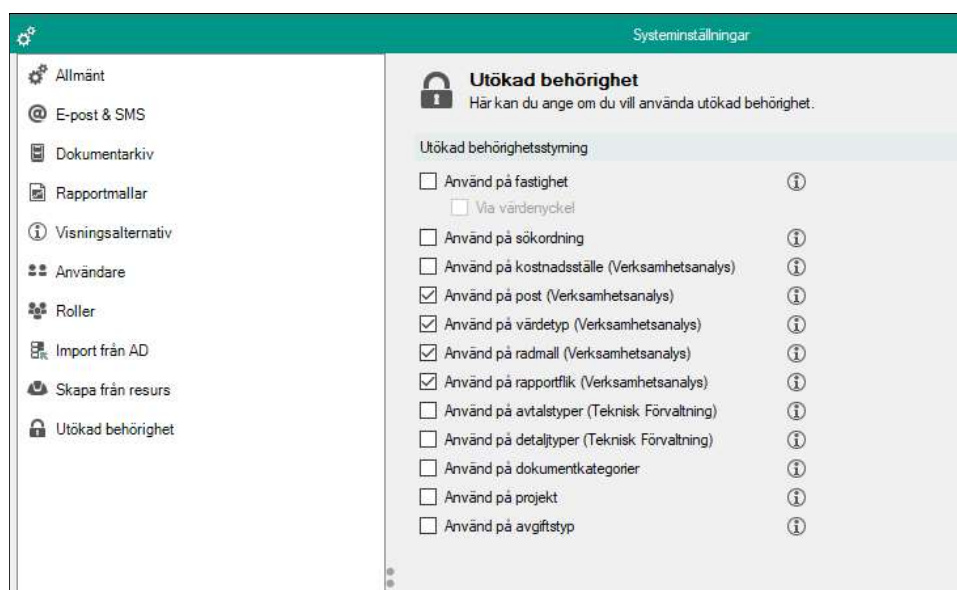 Systeminställningar
Allmänt
E-post & SMS
Dokumentarkiv
Rapportmallar
Visningsalternativ
Användare
Roller
Import från AD
Skapa från resurs
Utökad behörighet
Utökad behörighet
Här kan du ange om du vill använda utökad behörighet.
Utökad behörighetsstyrning
Använd på fastighet
Via värdenyckel
Använd på sökordning
Använd på kostnadsställe (Verksamhetsanalys)
Använd på post (Verksamhetsanalys)
Använd på värdetyp (Verksamhetsanalys)
Använd på radmall (Verksamhetsanalys)
Använd på rapportflik (Verksamhetsanalys)
Använd på avtalstyper (Teknisk Förvaltning)
Använd på detaljtyper (Teknisk Förvaltning)
Använd på dokumentkategorier
Använd på projekt
Använd på avgiftstyp